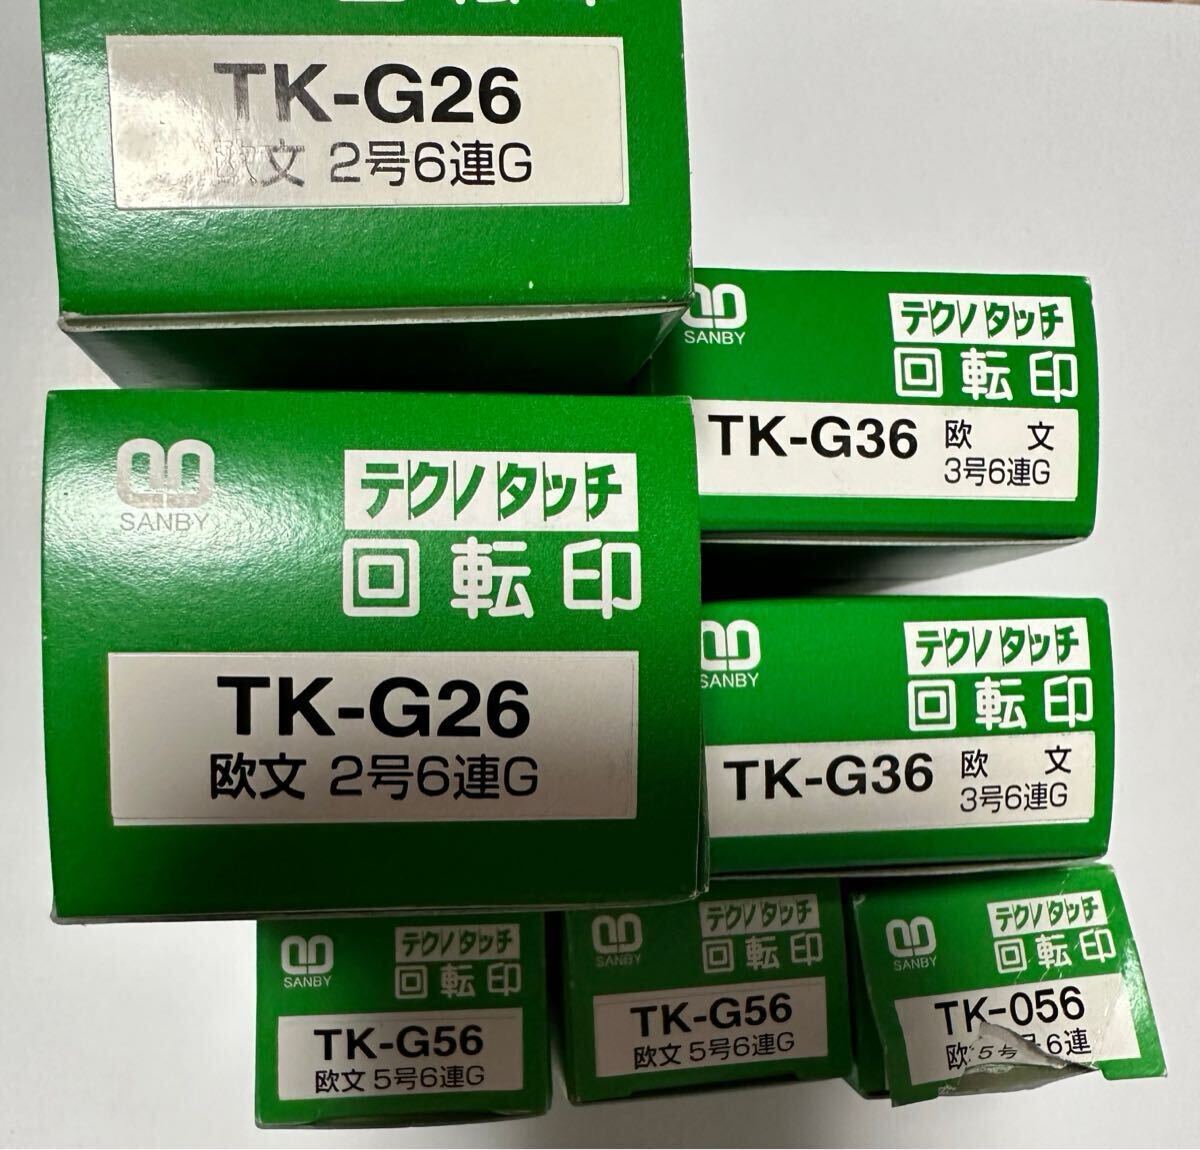 TK-G26
欧文 2号6連G
SANBY
テクノタッチ
回転印
TK-G36
欧文
3号6連G
SANBY
テクノタッチ
回転印
TK-G26
欧文 2号6連G
SANBY
テクノタッチ
回転印
TK-G36
欧文
3号6連G
SANBY
テクノタッチ
回転印
TK-G56
欧文 5号6連G
SANBY
テクノタッチ
回転印
TK-G56
欧文 5号6連G
SANBY
テクノタッチ
回転印
TK-056
欧 5号 6連